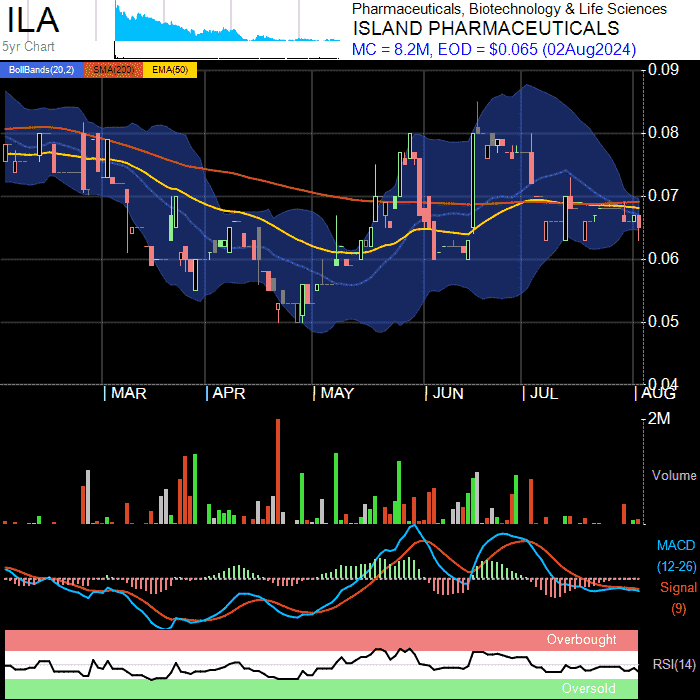 ILA
5yr Chart
Pharmaceuticals, Biotechnology & Life Sciences
ISLAND PHARMACEUTICALS
MC = 8.2M, EOD = $0.065 (02Aug2024)
BollBands(20,2) SMA(200) EMA(50)
0.09
0.08
0.07
0.06
0.05
0.04
MAR APR MAY JUN JUL AUG
2M
Volume
MACD
(12-26)
Signal
(9)
Overbought
RSI(14)
Oversold